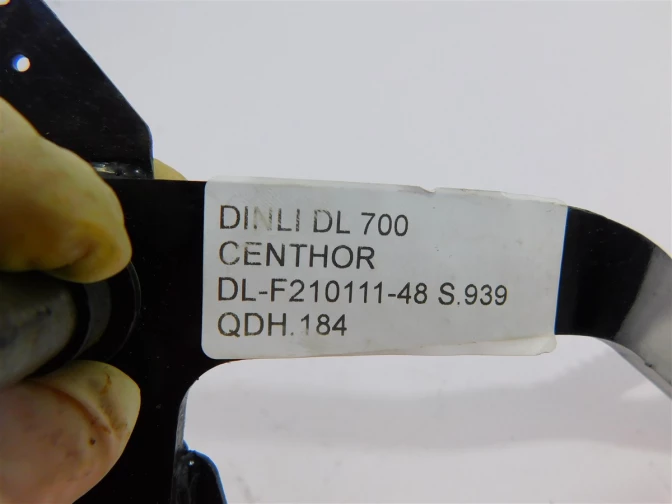 DINLI DL 700
CENTHOR
DL-F210111-48 S.939
QDH.184